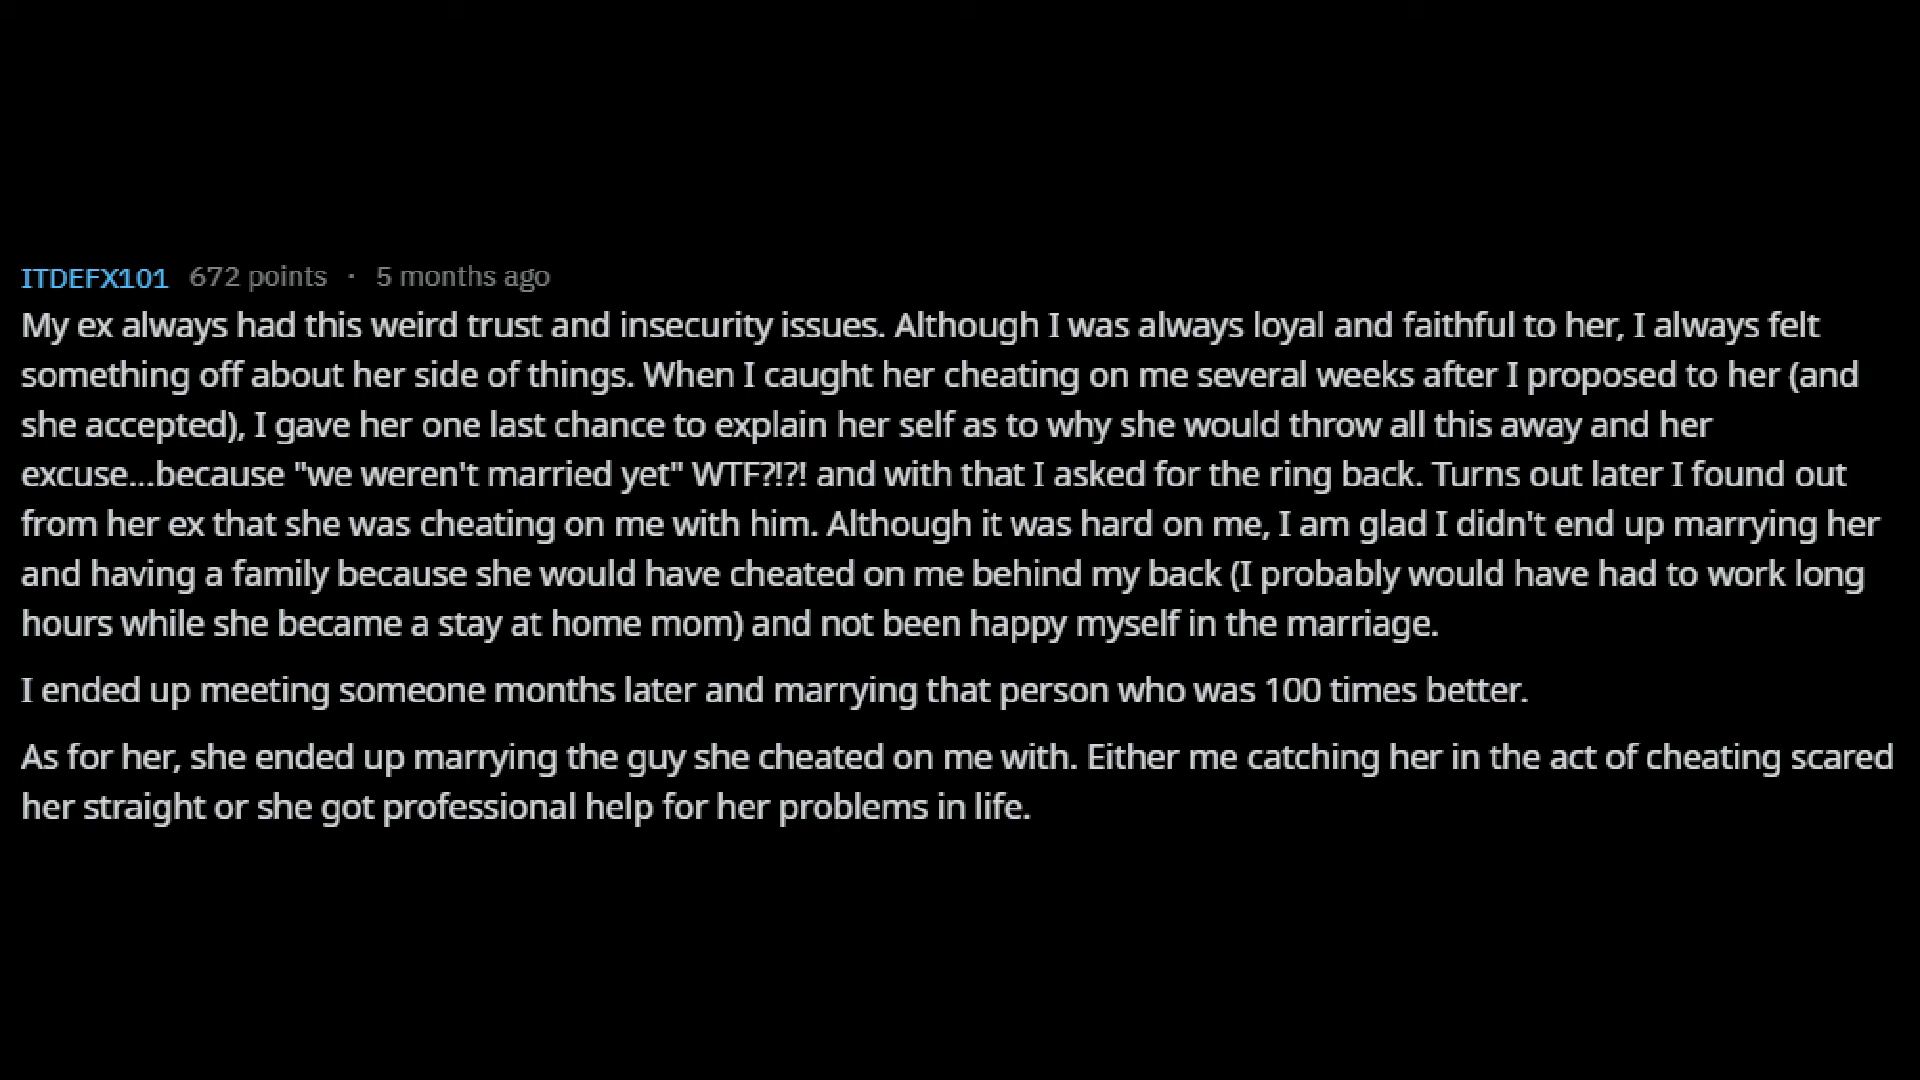 ITDEFX101 672 points · 5 months ago
My ex always had this weird trust and insecurity issues. Although I was always loyal and faithful to her, I always felt
something off about her side of things. When I caught her cheating on me several weeks after I proposed to her (and
she accepted), I gave her one last chance to explain her self as to why she would throw all this away and her
excuse...because "we weren't married yet" WTF?!?! and with that I asked for the ring back. Turns out later I found out
from her ex that she was cheating on me with him. Although it was hard on me, I am glad I didn't end up marrying her
and having a family because she would have cheated on me behind my back (I probably would have had to work long
hours while she became a stay at home mom) and not been happy myself in the marriage.
I ended up meeting someone months later and marrying that person who was 100 times better.
As for her, she ended up marrying the guy she cheated on me with. Either me catching her in the act of cheating scared
her straight or she got professional help for her problems in life.